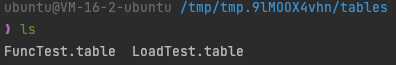 ubuntu@VM-16-2-ubuntu /tmp/tmp.9lMOOX4vhn/tables
❯ ls
FuncTest.table  LoadTest.table